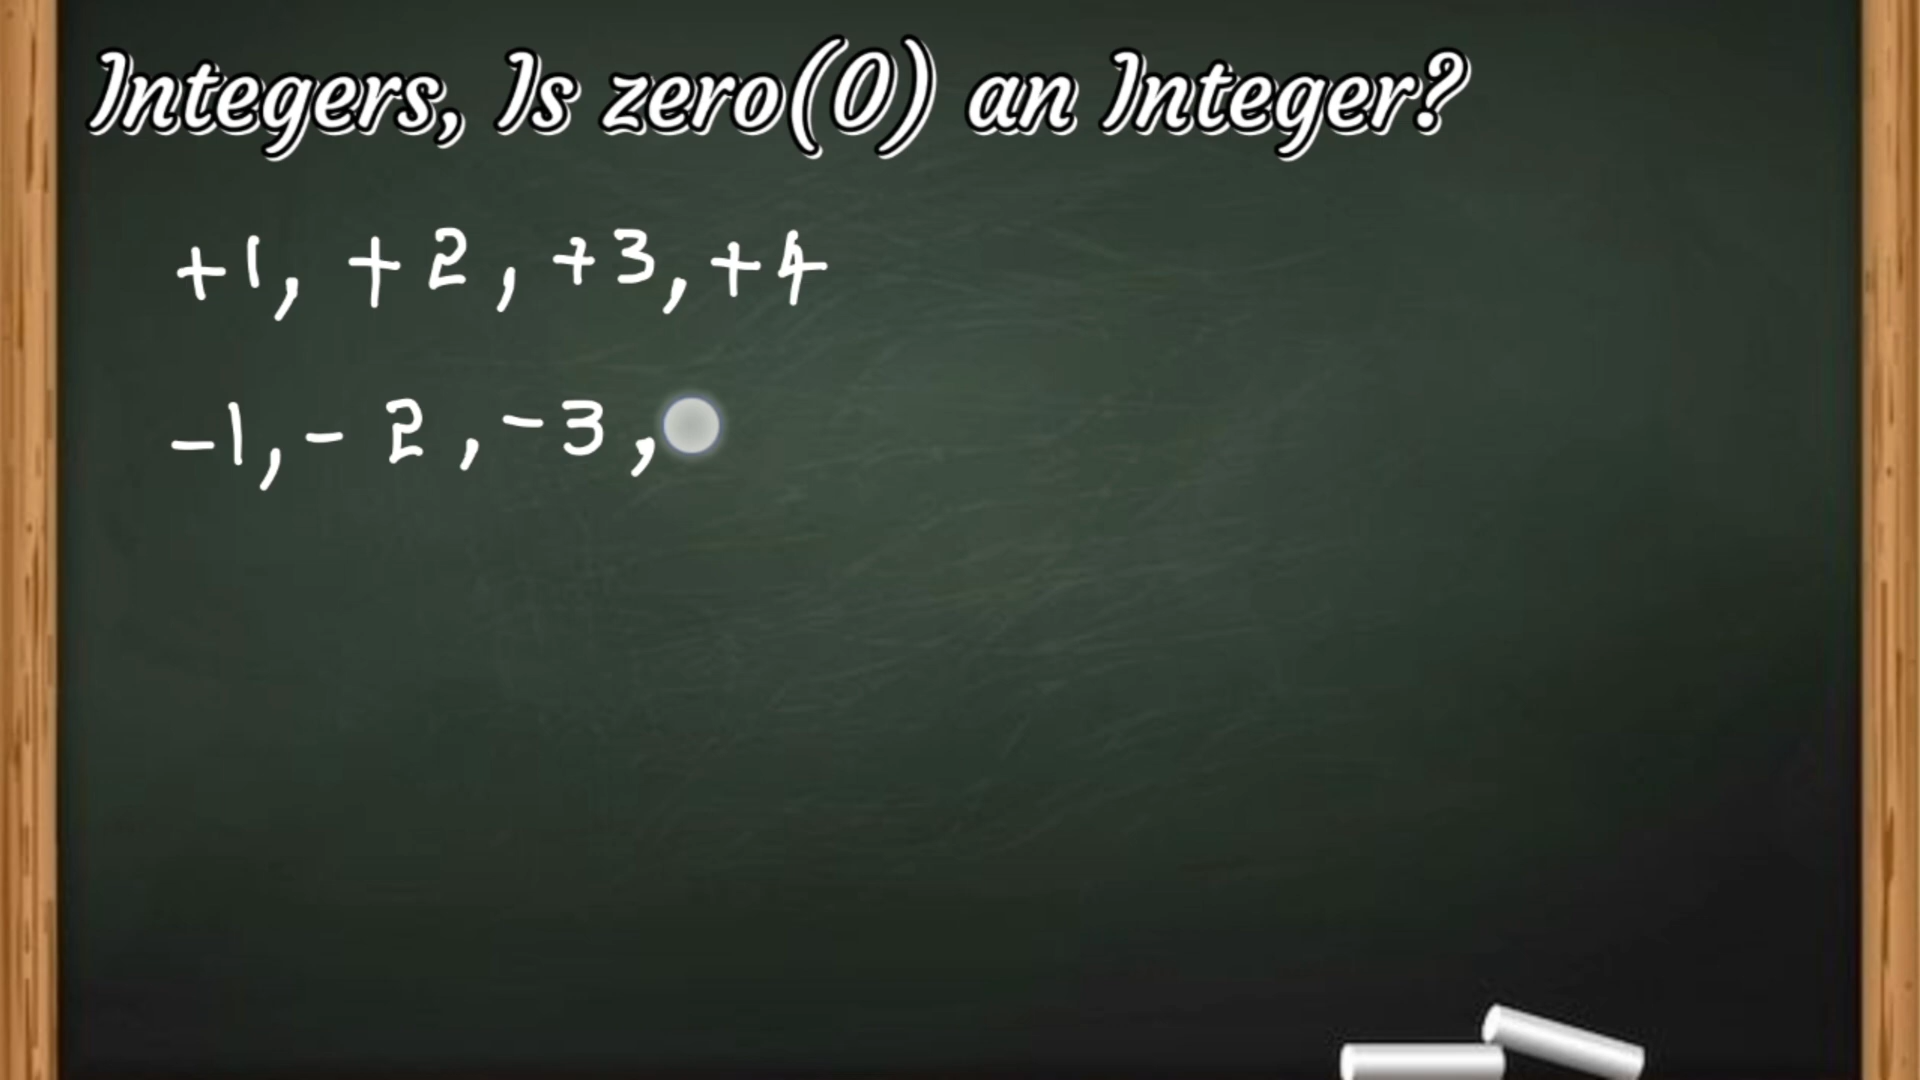 Integers, Is zero(0) an Integer?
+1, +2, +3, +4
-1, -2, -3,